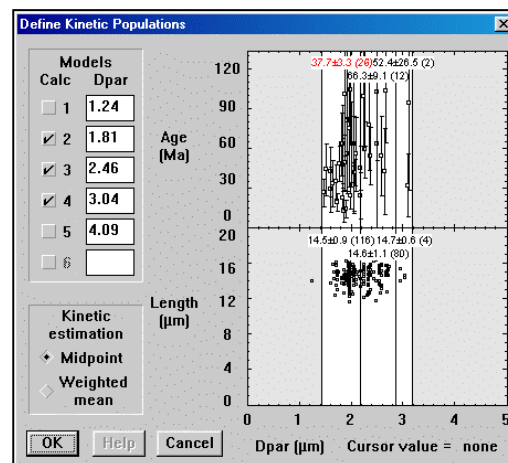 Define Kinetic Populations
Models
Calc Dpar
1 1.24
2 1.81
3 2.46
4 3.04
5 4.09
6
Kinetic
estimation
Midpoint
Weighted
mean
OK Help Cancel
37.7±3.3 (26) 52.4±26.5 (2)
66.3±9.1 (12)
120
90
Age
(Ma)
60
30
0
14.5±0.9 (116) 14.7±0.6 (4)
14.6±1.1 (80)
20
16
Length
(µm)
12
8
4
0
0 1 2 3 4 5
Dpar (µm) Cursor value = none